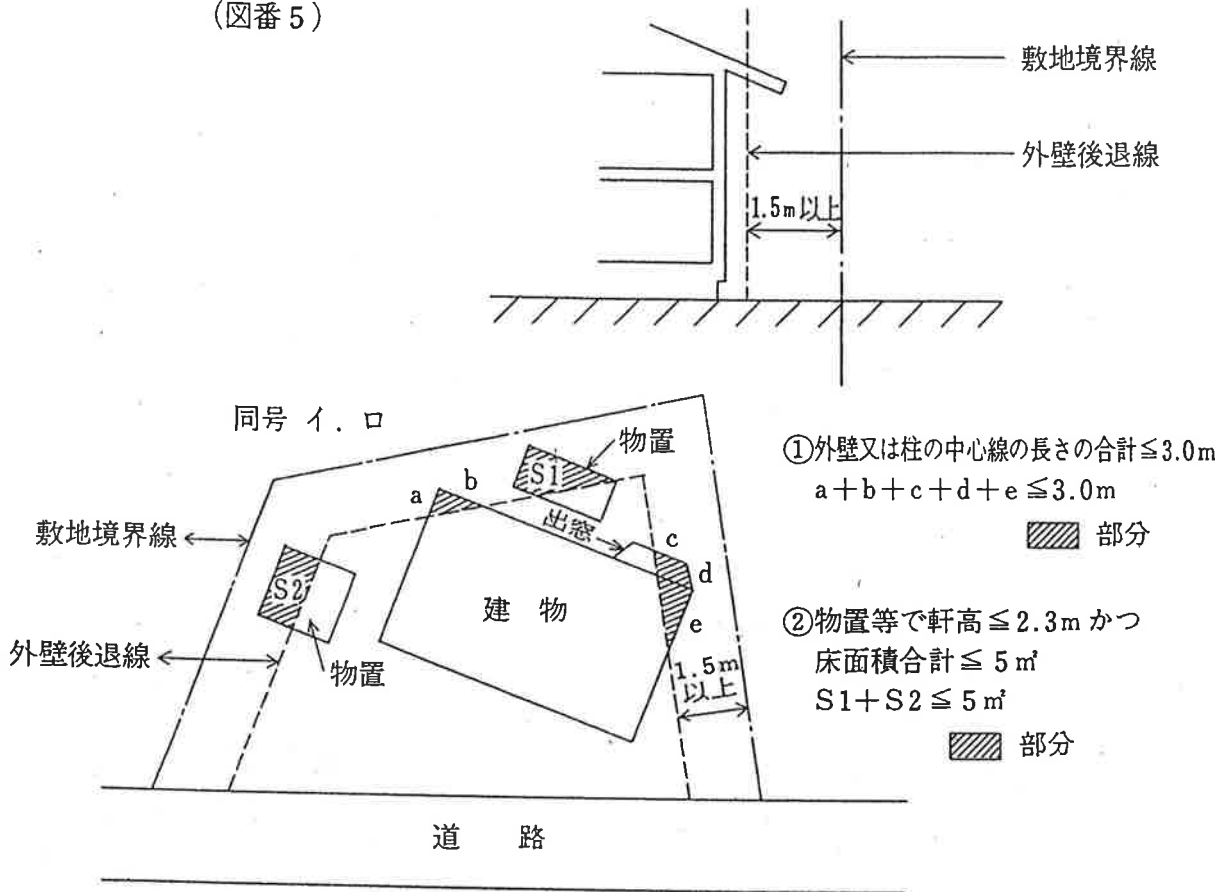 (図番5)
敷地境界線
外壁後退線
1.5m以上
同号 イ.ロ
物置
S1
a
b
出窓
c
d
e
敷地境界線
S2
建物
外壁後退線
物置
1.5m
以上
道 路
①外壁又は柱の中心線の長さの合計≦3.0m
a+b+c+d+e≦3.0m
部分
②物置等で軒高≦2.3mかつ
床面積合計≦5㎡
S1+S2≦5㎡
部分